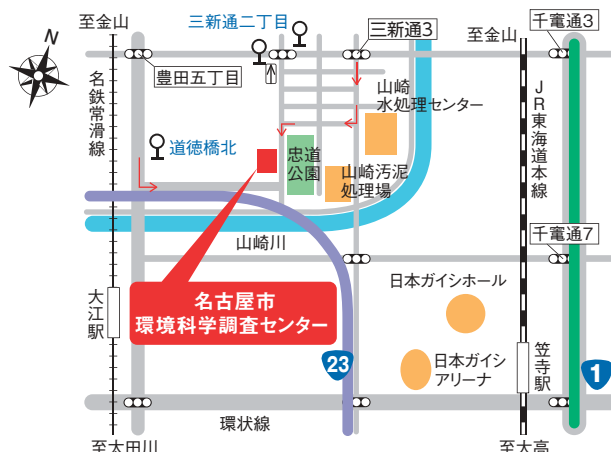 至金山
三新通二丁目
三新通3
至金山
千竈通3
N
豊田五丁目
名鉄常滑線
山崎
水処理センター
JR東海道本線
道徳橋北
忠道
公園
山崎汚泥
処理場
千竈通7
山崎川
日本ガイシホール
大江駅
名古屋市
環境科学調査センター
23
日本ガイシ
アリーナ
笠寺駅
1
環状線
至太田川
至大高